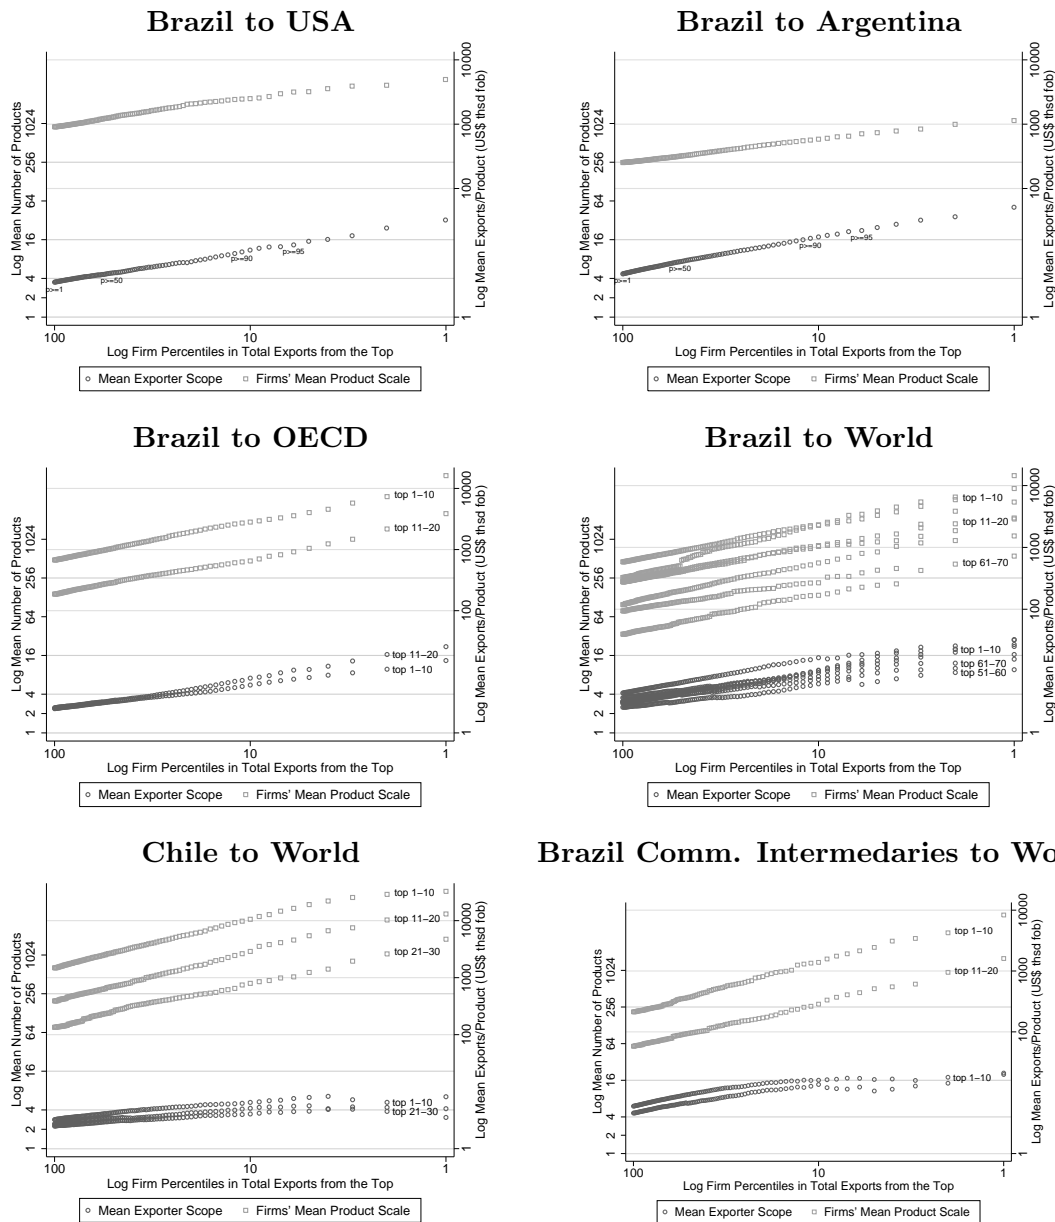 Brazil to USA
Log Mean Number of Products
1 2 4 16 64 256 1024
p>=1
p>=50
p>=90
p>=95
1 100 1000 10000
Log Mean Exports/Product (US$ thsd fob)
100 10 1
Log Firm Percentiles in Total Exports from the Top
Mean Exporter Scope Firms' Mean Product Scale
Brazil to Argentina
Log Mean Number of Products
1 2 4 16 64 256 1024
p>=1
p>=50
p>=90
p>=95
1 100 1000 10000
Log Mean Exports/Product (US$ thsd fob)
100 10 1
Log Firm Percentiles in Total Exports from the Top
Mean Exporter Scope Firms' Mean Product Scale
Brazil to OECD
Log Mean Number of Products
1 2 4 16 64 256 1024
top 1–10
top 11–20
top 11–20
top 1–10
1 100 1000 10000
Log Mean Exports/Product (US$ thsd fob)
100 10 1
Log Firm Percentiles in Total Exports from the Top
Mean Exporter Scope Firms' Mean Product Scale
Brazil to World
Log Mean Number of Products
1 2 4 16 64 256 1024
top 1–10
top 11–20
top 61–70
top 1–10
top 61–70
top 51–60
1 100 1000 10000
Log Mean Exports/Product (US$ thsd fob)
100 10 1
Log Firm Percentiles in Total Exports from the Top
Mean Exporter Scope Firms' Mean Product Scale
Chile to World
Log Mean Number of Products
1 2 4 16 64 256 1024
top 1–10
top 11–20
top 21–30
top 1–10
top 21–30
1 100 1000 10000
Log Mean Exports/Product (US$ thsd fob)
100 10 1
Log Firm Percentiles in Total Exports from the Top
Mean Exporter Scope Firms' Mean Product Scale
Brazil Comm. Intermedaries to Wo
Log Mean Number of Products
1 2 4 16 64 256 1024
top 1–10
top 11–20
top 1–10
1 100 1000 10000
Log Mean Exports/Product (US$ thsd fob)
100 10 1
Log Firm Percentiles in Total Exports from the Top
Mean Exporter Scope Firms' Mean Product Scale